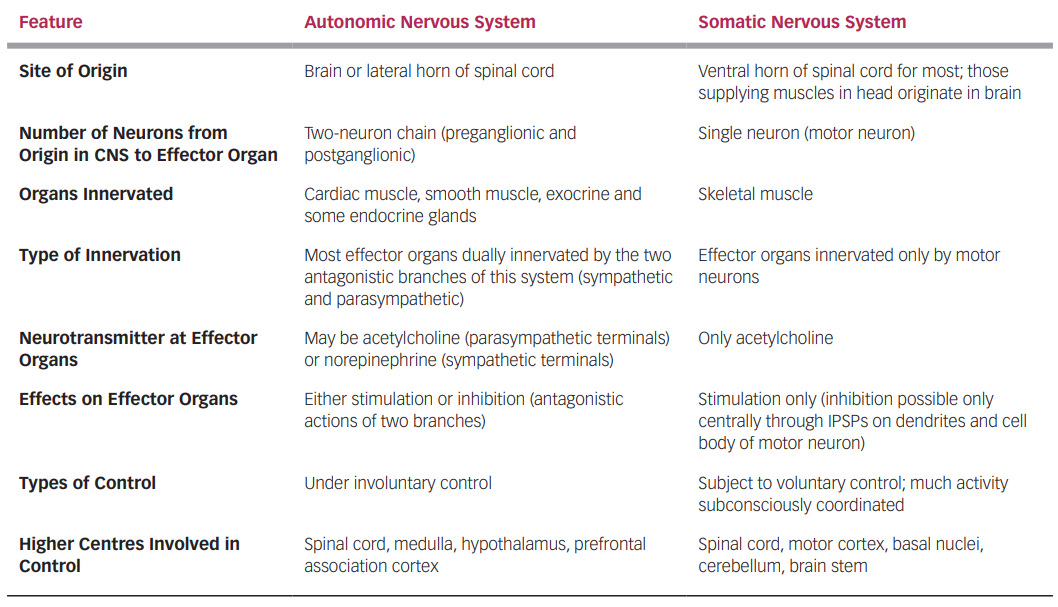 Feature Autonomic Nervous System Somatic Nervous System
Site of Origin Brain or lateral horn of spinal cord Ventral horn of spinal cord for most; those
supplying muscles in head originate in brain
Number of Neurons from Two-neuron chain (preganglionic and Single neuron (motor neuron)
Origin in CNS to Effector Organ postganglionic)
Organs Innervated Cardiac muscle, smooth muscle, exocrine and Skeletal muscle
some endocrine glands
Type of Innervation Most effector organs dually innervated by the two Effector organs innervated only by motor
antagonistic branches of this system (sympathetic neurons
and parasympathetic)
Neurotransmitter at Effector May be acetylcholine (parasympathetic terminals) Only acetylcholine
Organs or norepinephrine (sympathetic terminals)
Effects on Effector Organs Either stimulation or inhibition (antagonistic Stimulation only (inhibition possible only
actions of two branches) centrally through IPSPs on dendrites and cell
body of motor neuron)
Types of Control Under involuntary control Subject to voluntary control; much activity
subconsciously coordinated
Higher Centres Involved in Spinal cord, medulla, hypothalamus, prefrontal Spinal cord, motor cortex, basal nuclei,
Control association cortex cerebellum, brain stem